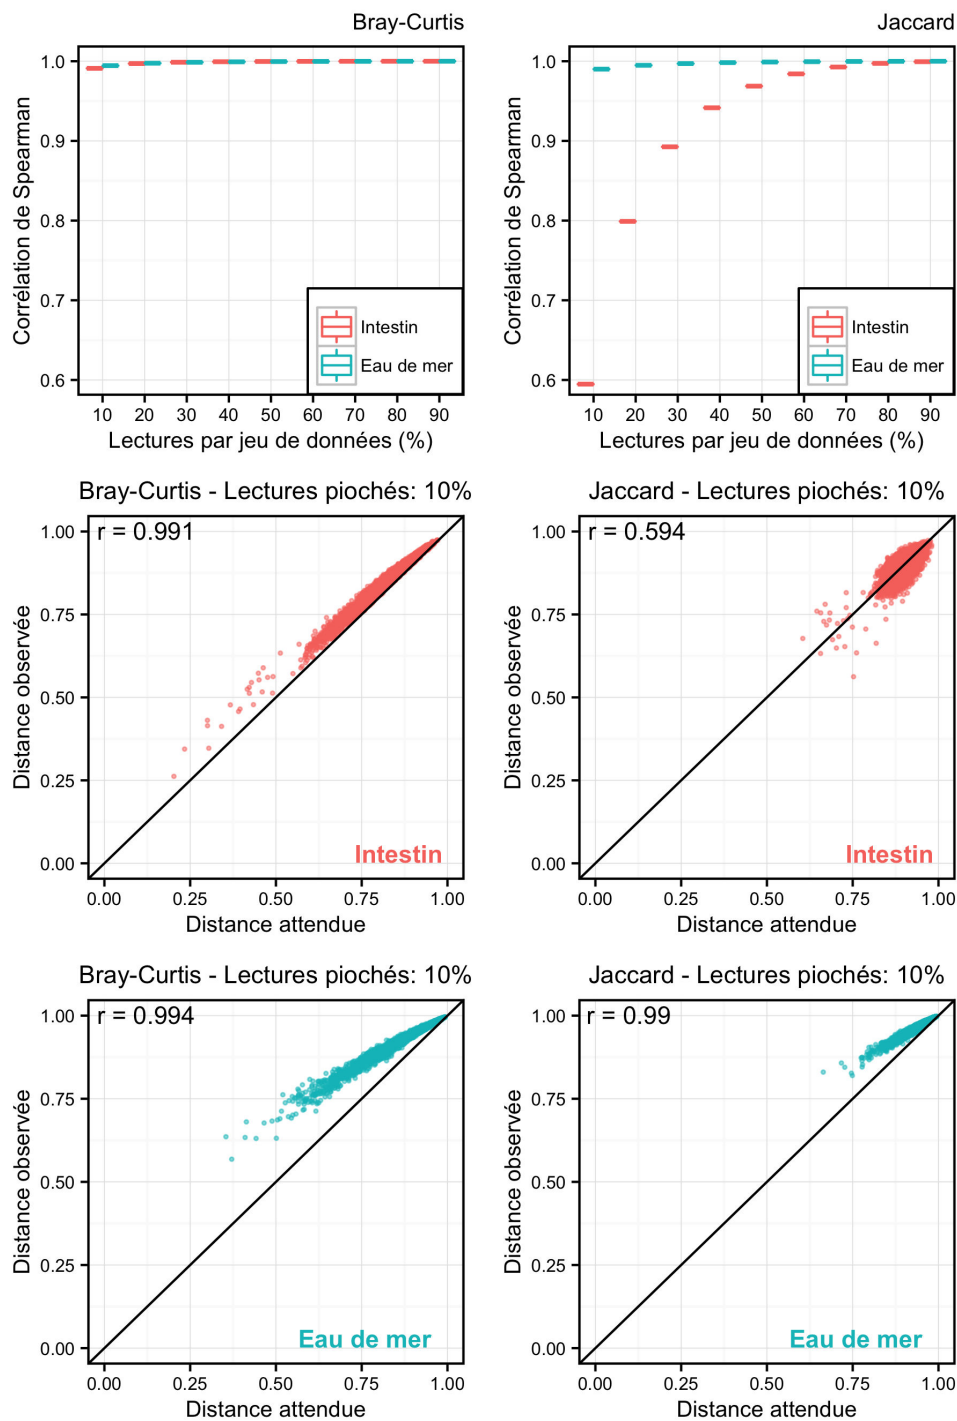 Bray-Curtis
Corrélation de Spearman
1.0
0.9
0.8
0.7
0.6
Intestin
Eau de mer
10 20 30 40 50 60 70 80 90
Lectures par jeu de données (%)
Jaccard
Corrélation de Spearman
1.0
0.9
0.8
0.7
0.6
Intestin
Eau de mer
10 20 30 40 50 60 70 80 90
Lectures par jeu de données (%)
Bray-Curtis - Lectures piochés: 10%
r = 0.991
Distance observée
1.00
0.75
0.50
0.25
0.00
Intestin
0.00 0.25 0.50 0.75 1.00
Distance attendue
Jaccard - Lectures piochés: 10%
r = 0.594
Distance observée
1.00
0.75
0.50
0.25
0.00
Intestin
0.00 0.25 0.50 0.75 1.00
Distance attendue
Bray-Curtis - Lectures piochés: 10%
r = 0.994
Distance observée
1.00
0.75
0.50
0.25
0.00
Eau de mer
0.00 0.25 0.50 0.75 1.00
Distance attendue
Jaccard - Lectures piochés: 10%
r = 0.99
Distance observée
1.00
0.75
0.50
0.25
0.00
Eau de mer
0.00 0.25 0.50 0.75 1.00
Distance attendue